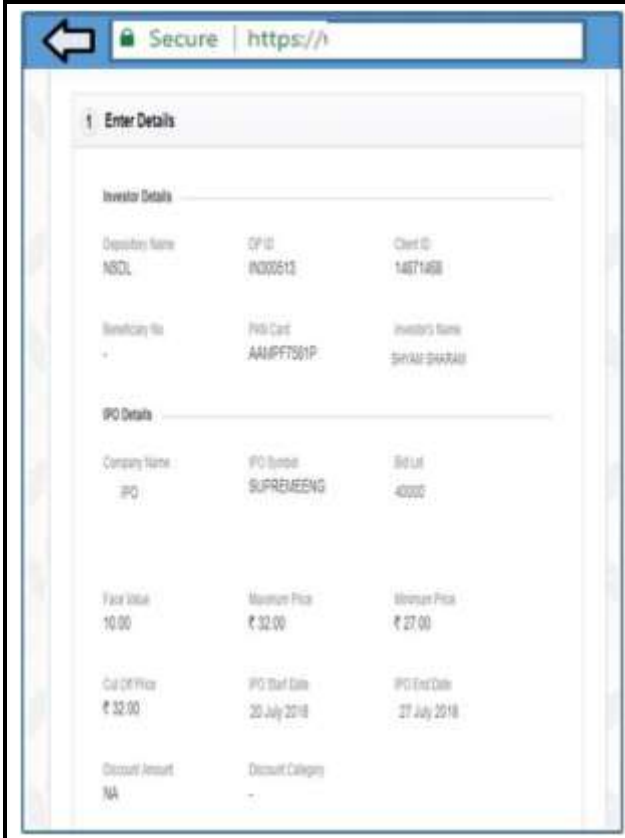 Secure | https://
1 Enter Details
Investor Details
Depository Name DP ID Client ID
NSDL IN300513 14671468
Beneficiary No PAN Card Investor's Name
- AAMPF7561P SHYAM SHARAM
IPO Details
Company Name IPO Symbol Bid Lot
IPO SUPREMEENG 40000
Face Value Maximum Price Minimum Price
10.00 ₹ 32.00 ₹ 27.00
Cut Off Price IPO Start Date IPO End Date
₹ 32.00 20 July 2018 27 July 2018
Discount Amount Discount Category
NA -